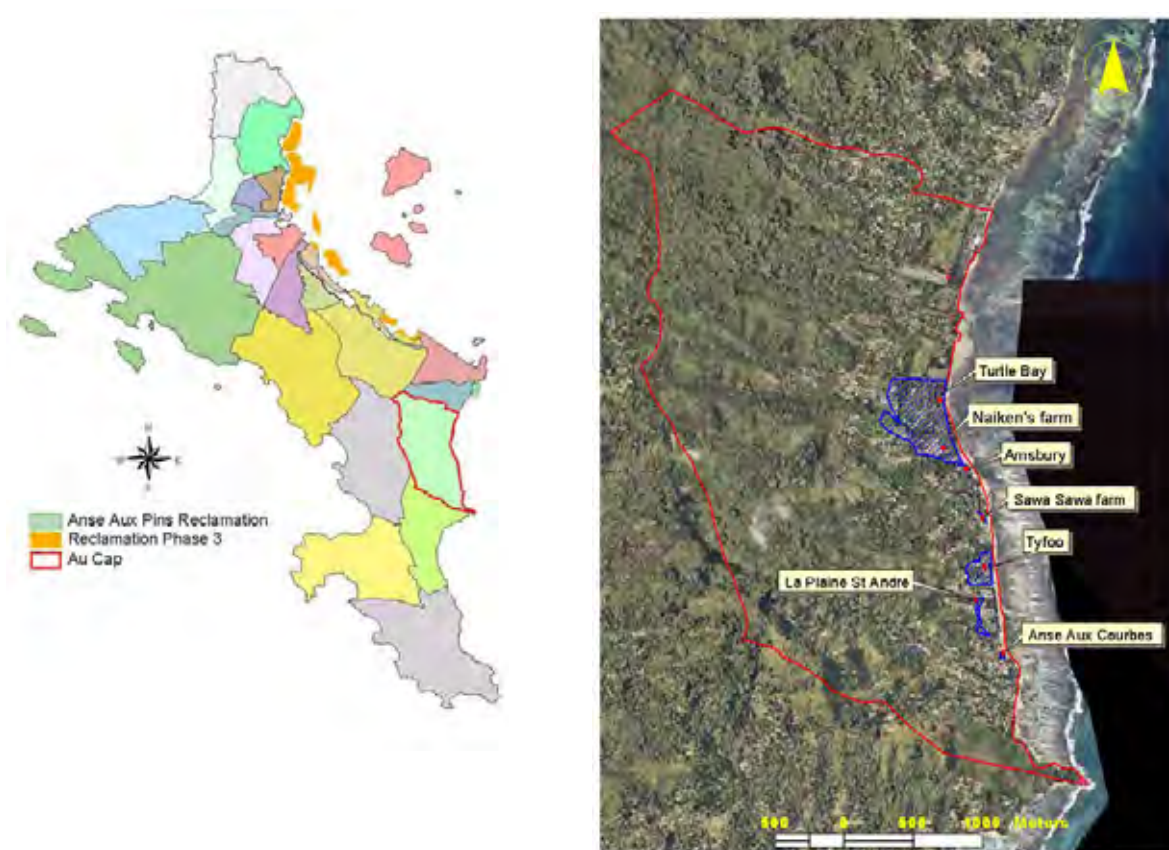 N
Anse Aux Pins Reclamation
Reclamation Phase 3
Au Cap
Turtle Bay
Naiken's farm
Amsbury
Sawa Sawa farm
Tyfoo
La Plaine St Andre
Anse Aux Courbes
500 0 500 1000 Meters